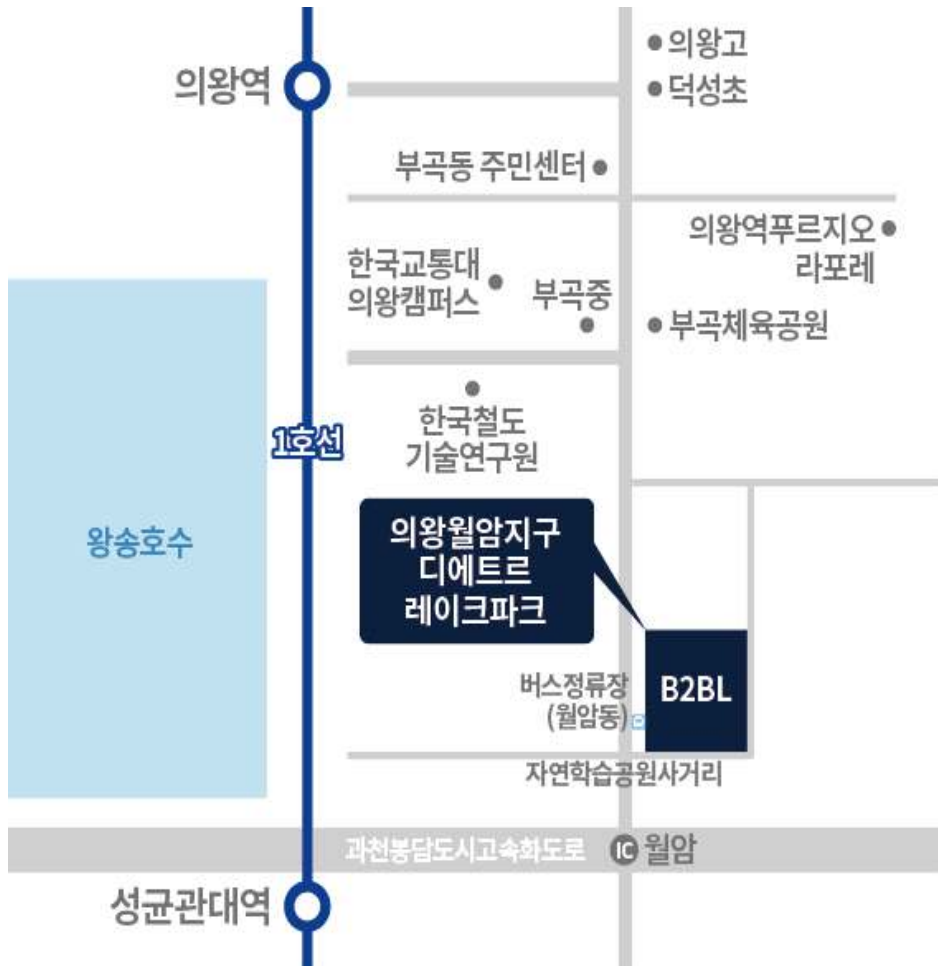 의왕고
의왕역
덕성초
부곡동 주민센터
의왕역푸르지오
라포레
한국교통대
의왕캠퍼스
부곡중
부곡체육공원
한국철도
기술연구원
1호선
왕송호수
의왕월암지구
디에트르
레이크파크
버스정류장
(월암동)
B2BL
자연학습공원사거리
과천봉담도시고속화도로
IC 월암
성균관대역